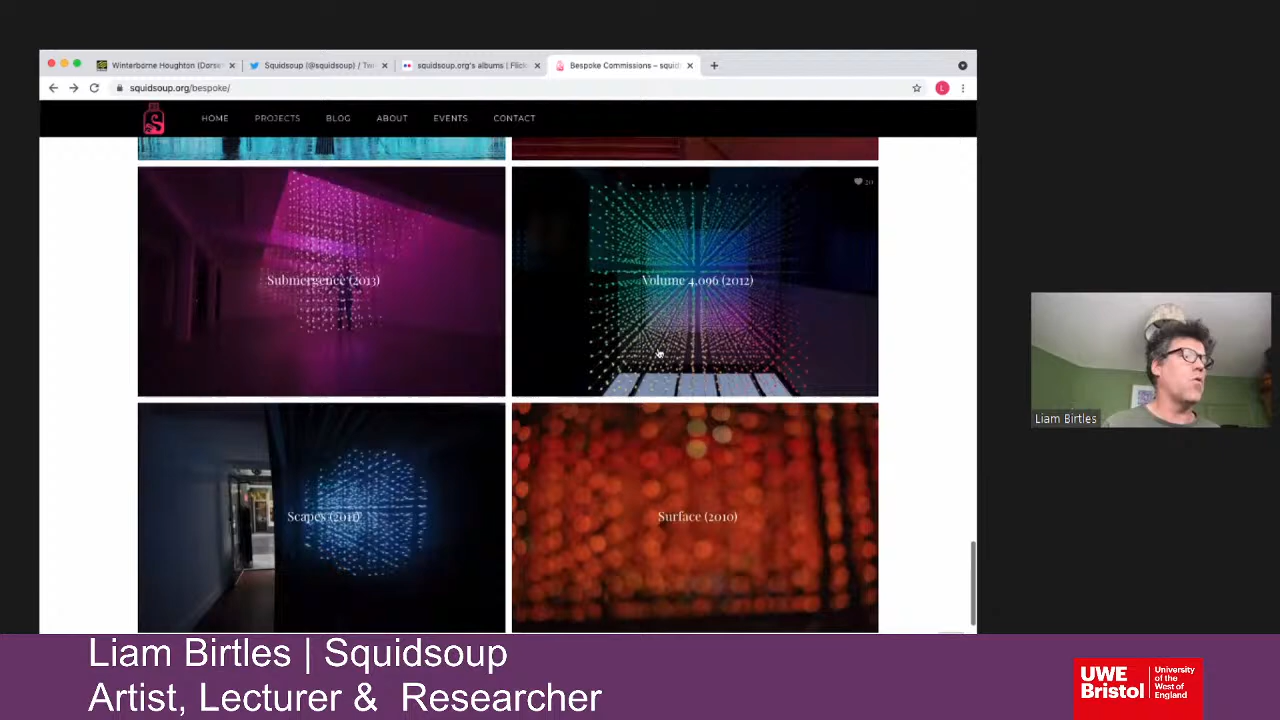 Winterborne Houghton (Dorse
Squidsoup (@squidsoup) / Tw
squidsoup.org's albums | Flick
Bespoke Commissions – squid
squidsoup.org/bespoke/
L
S
HOME
PROJECTS
BLOG
ABOUT
EVENTS
CONTACT
Submergence (2013)
Volume 4,096 (2012)
Scapes (2011)
Surface (2010)
Liam Birtles
Liam Birtles | Squidsoup
Artist, Lecturer & Researcher
UWE
Bristol
University
of the
West of
England